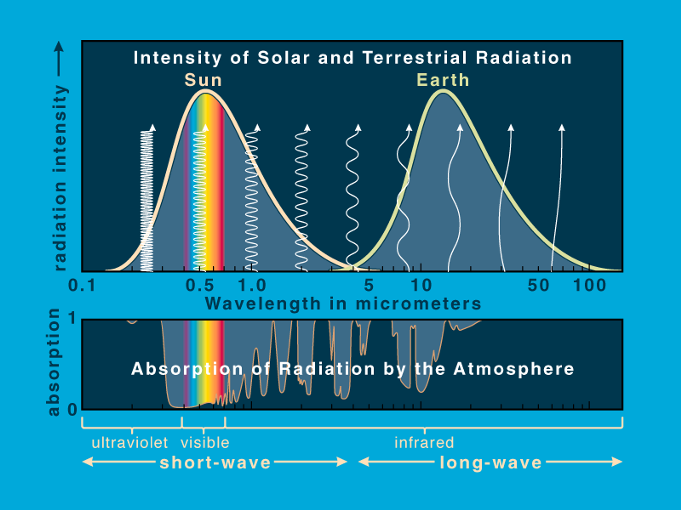 Intensity of Solar and Terrestrial Radiation
Sun Earth
radiation intensity
0.1 0.5 1.0 5 10 50 100
Wavelength in micrometers
1
absorption
Absorption of Radiation by the Atmosphere
0
ultraviolet visible infrared
short-wave long-wave